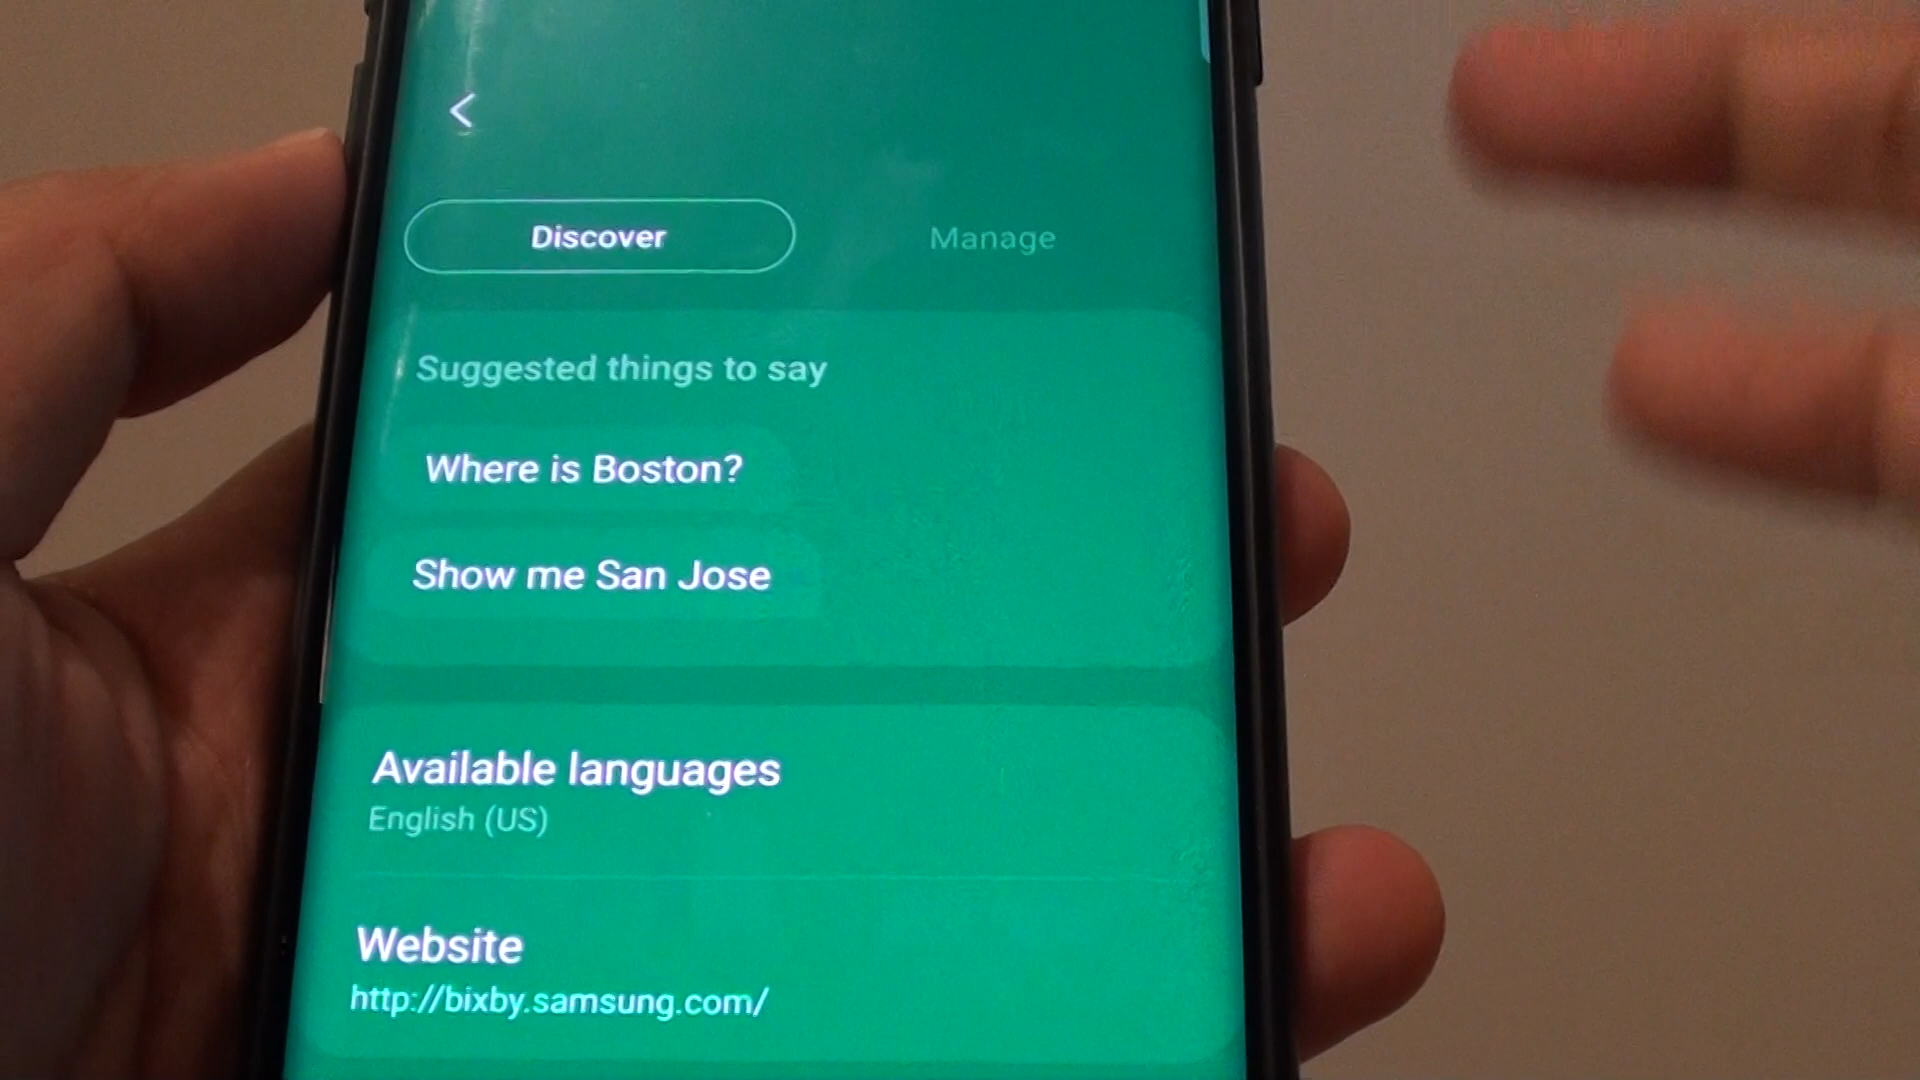 Discover
Manage
Suggested things to say
Where is Boston?
Show me San Jose
Available languages
English (US)
Website
http://bixby.samsung.com/